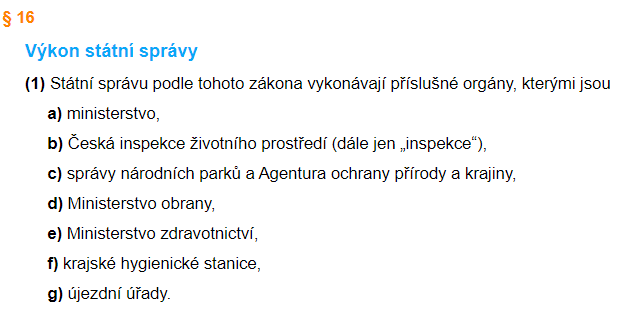 § 16
Výkon státní správy
(1) Státní správu podle tohoto zákona vykonávají příslušné orgány, kterými jsou
a) ministerstvo,
b) Česká inspekce životního prostředí (dále jen „inspekce“),
c) správy národních parků a Agentura ochrany přírody a krajiny,
d) Ministerstvo obrany,
e) Ministerstvo zdravotnictví,
f) krajské hygienické stanice,
g) újezdní úřady.